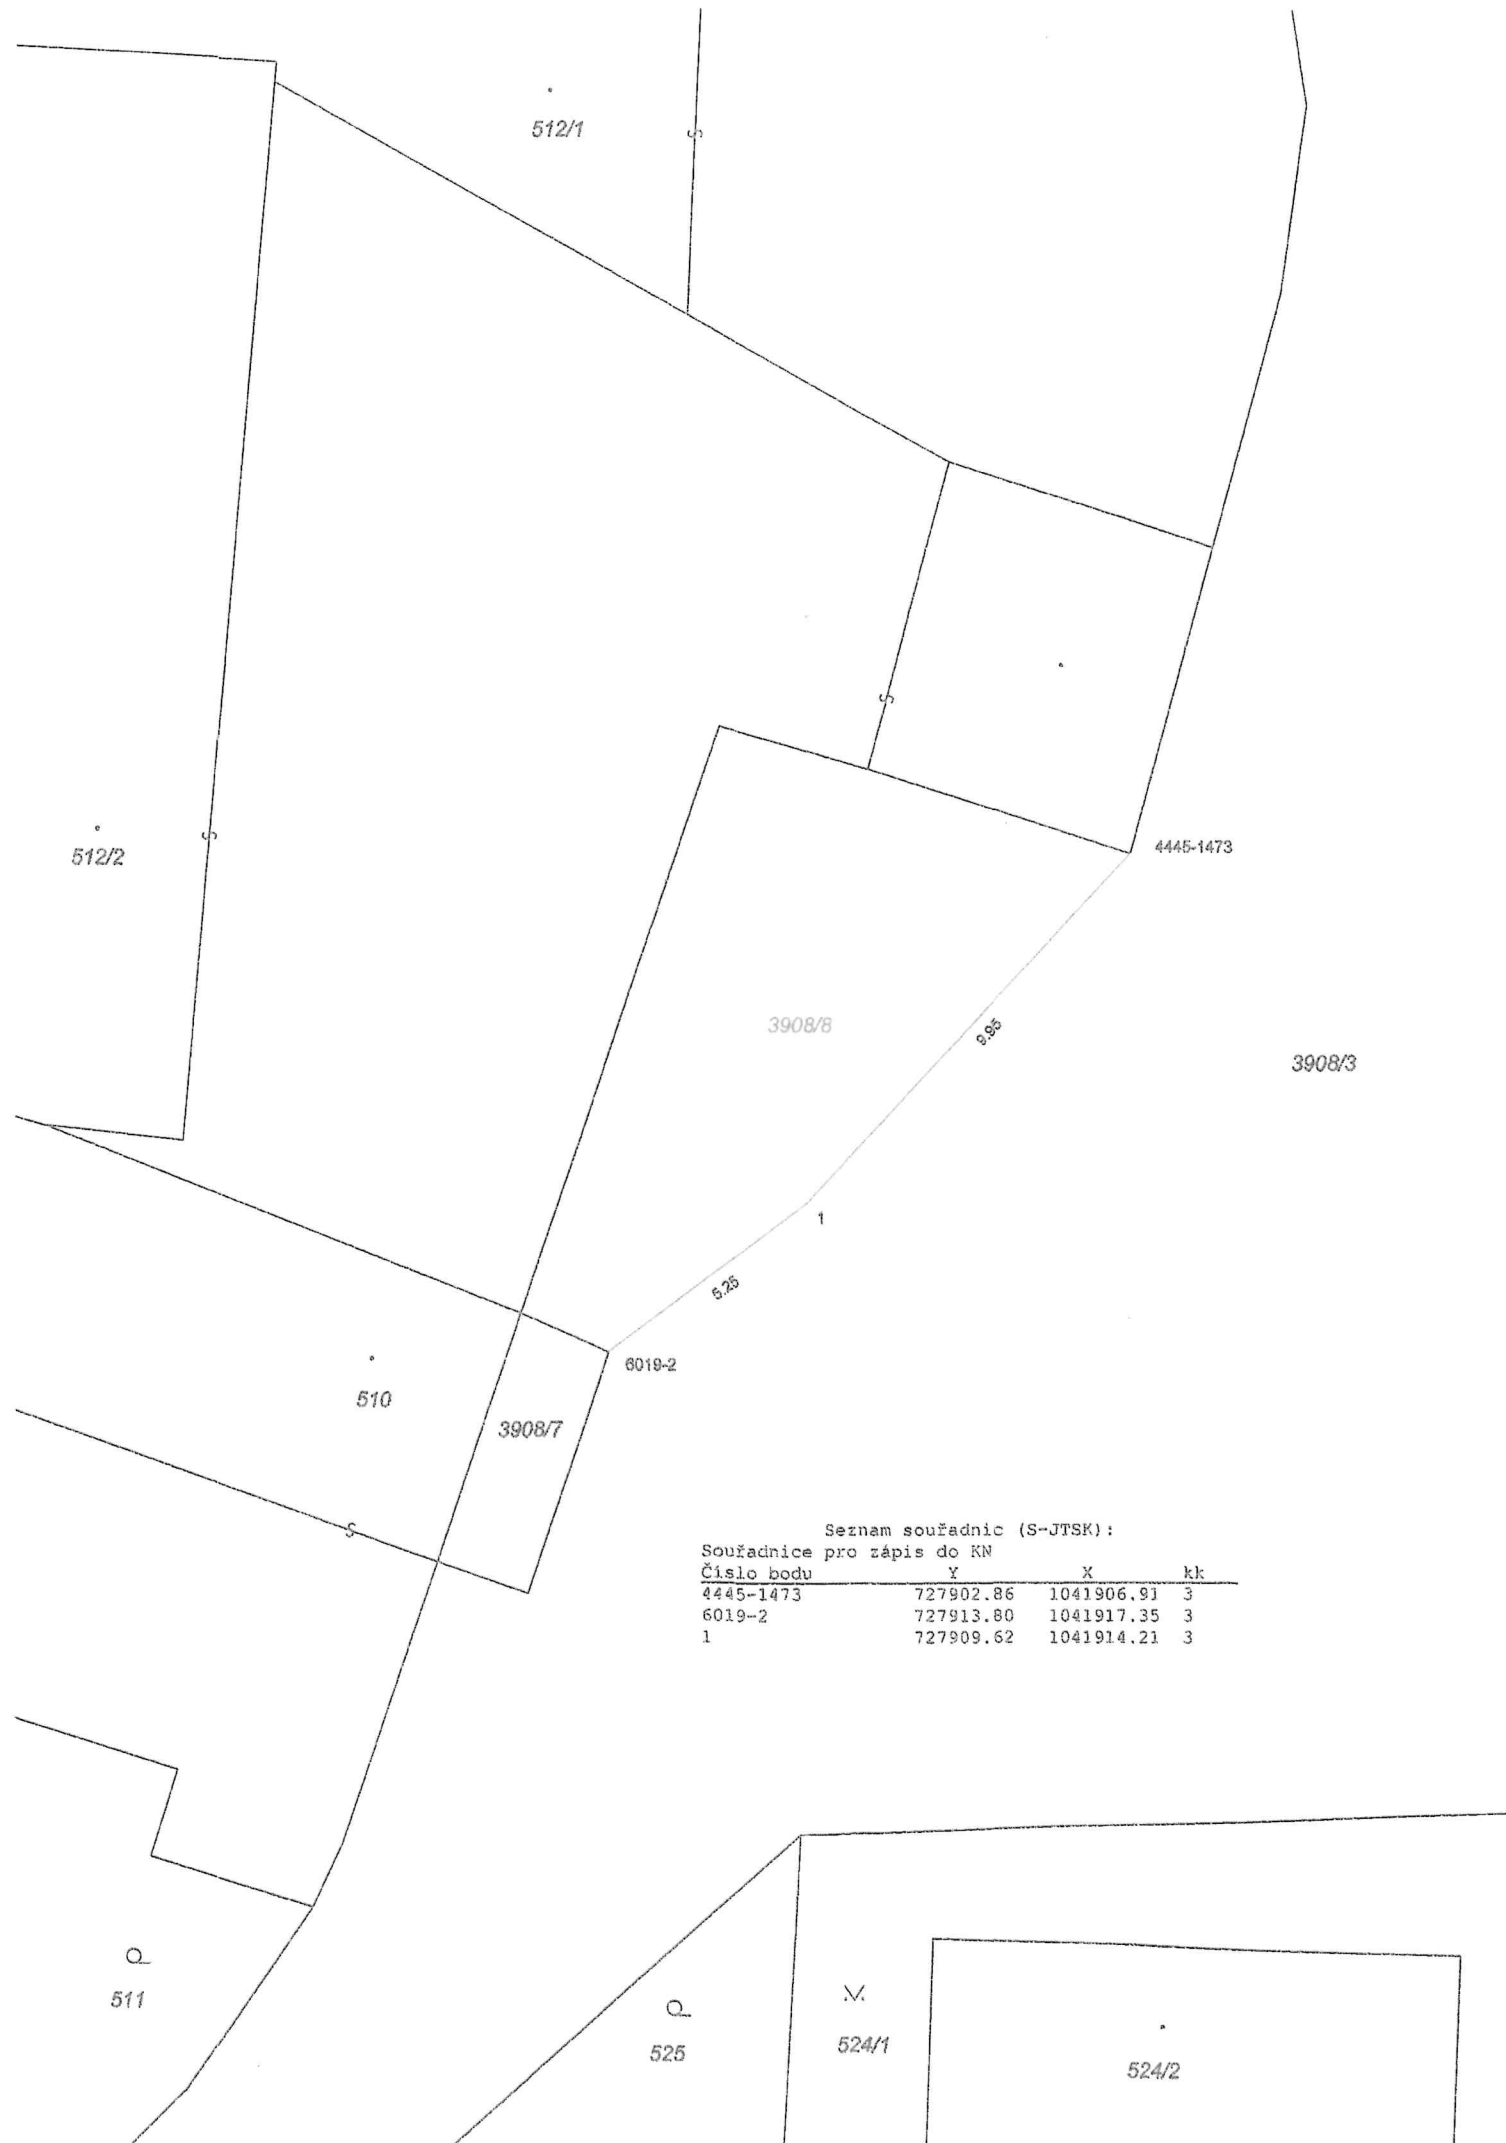 512/1
S
S
S
512/2
4445-1473
3908/8
9.95
3908/3
1
5.25
6019-2
510
3908/7
S
Seznam souřadnic (S-JTSK):
Souřadnice pro zápis do KN
Číslo bodu Y X kk
4445-1473 727902.86 1041906.91 3
6019-2 727913.80 1041917.35 3
1 727909.62 1041914.21 3
511
525
524/1
524/2